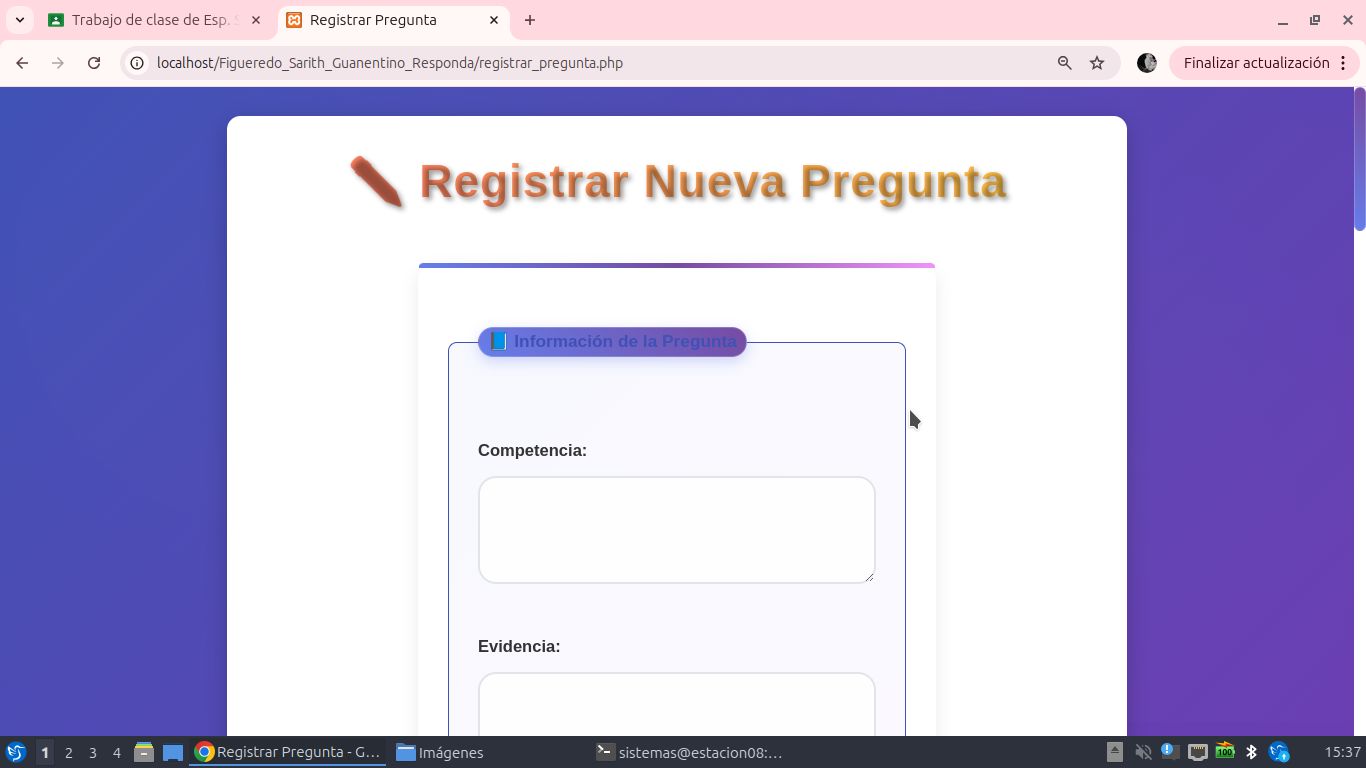 Trabajo de clase de Esp. S
Registrar Pregunta
localhost/Figueredo_Sarith_Guanentino_Responda/registrar_pregunta.php
Finalizar actualización
Registrar Nueva Pregunta
Información de la Pregunta
Competencia:
Evidencia:
1 2 3 4
Registrar Pregunta - G...
Imágenes
sistemas@estacion08:...
100
15:37